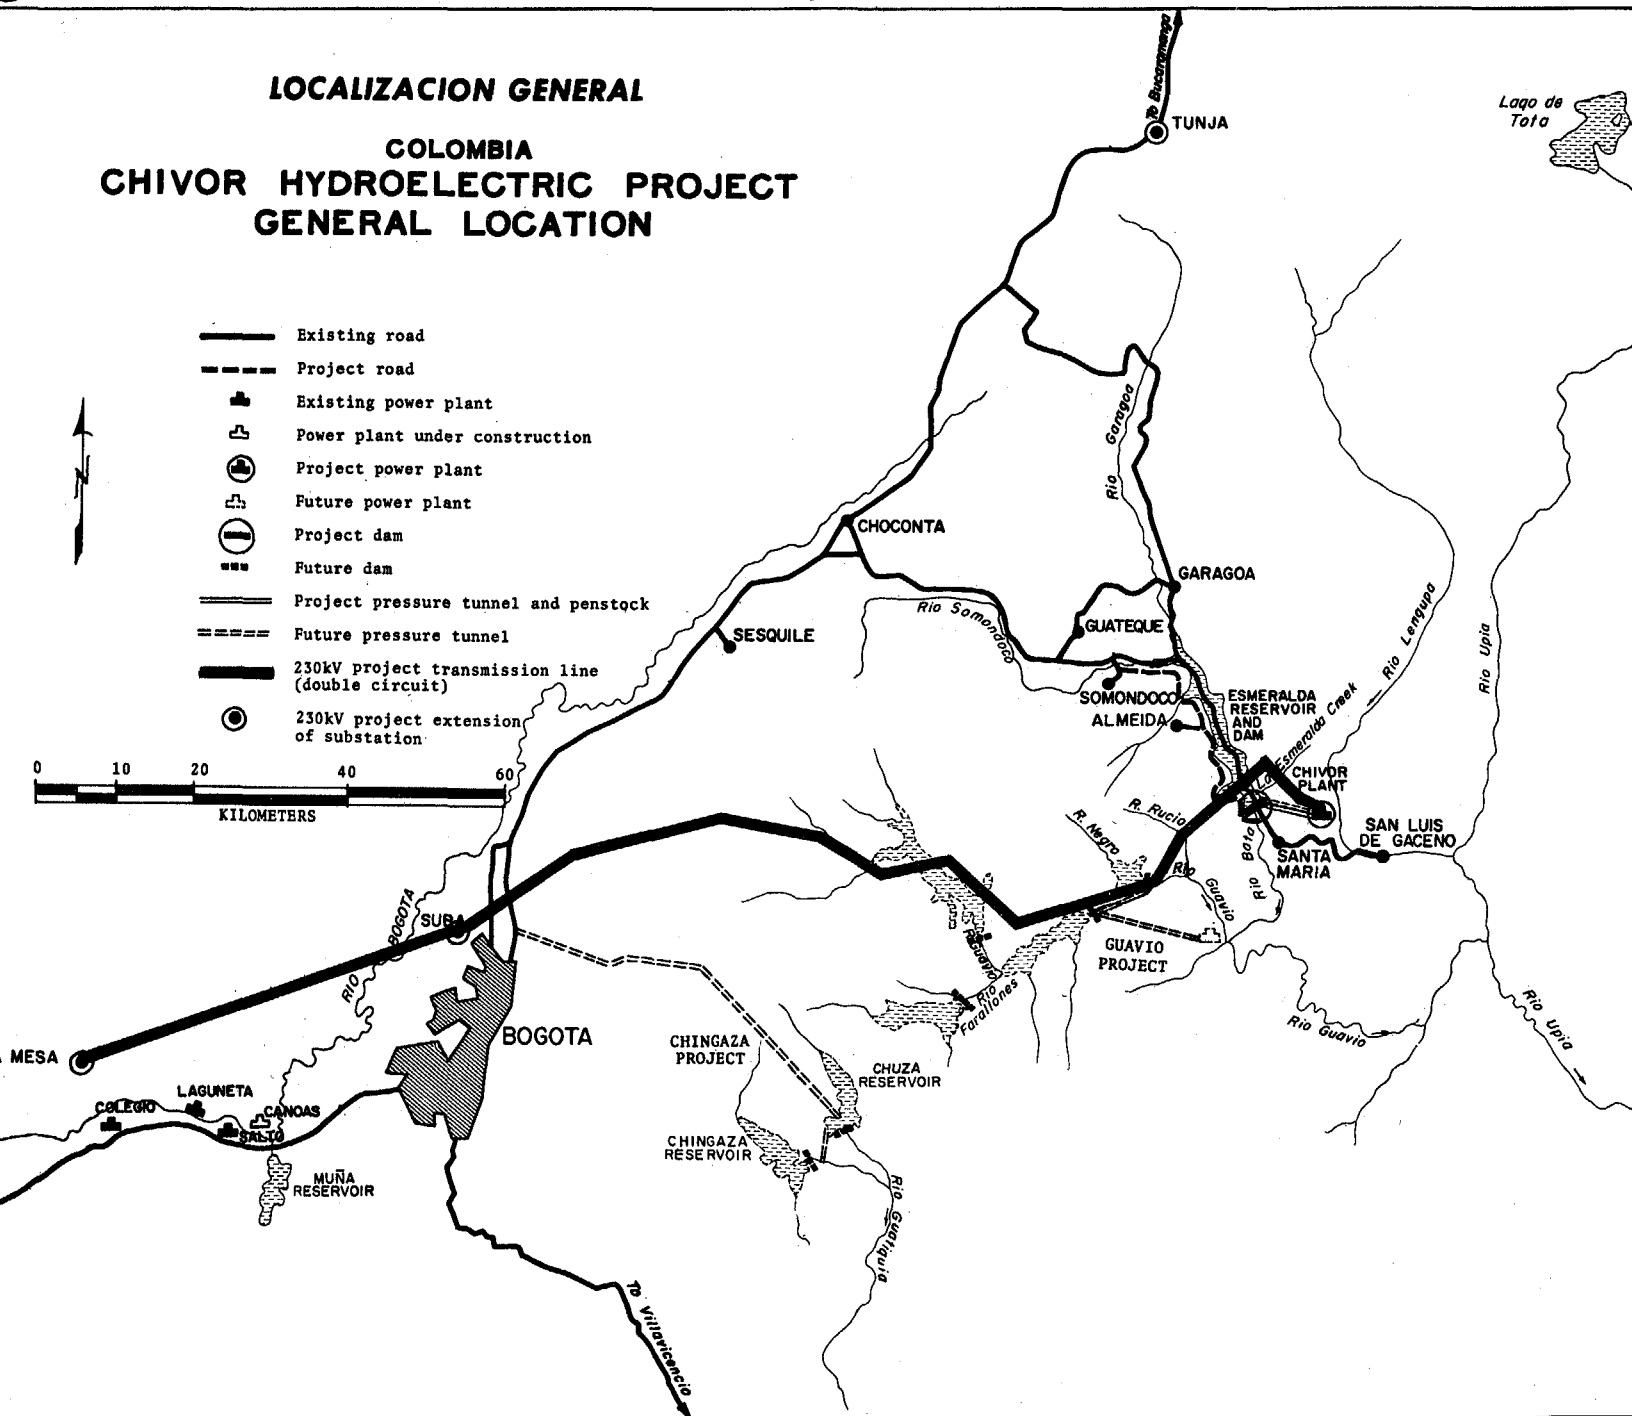 LOCALIZACION GENERAL
COLOMBIA
CHIVOR HYDROELECTRIC PROJECT
GENERAL LOCATION
Existing road
Project road
Existing power plant
Power plant under construction
Project power plant
Future power plant
Project dam
Future dam
Project pressure tunnel and penstock
Future pressure tunnel
230kV project transmission line
(double circuit)
230kV project extension
of substation
N
0 10 20 40 60
KILOMETERS
To Bucaramanga
TUNJA
Lago de
Tota
Rio Garagoa
CHOCONTA
GARAGOA
Rio Somondoco
GUATEQUE
SESQUILE
SOMONDOCO
ALMEIDA
ESMERALDA
RESERVOIR
AND
DAM
La Esmeralda Creek
Rio Lengupa
Rio Upia
CHIVOR
PLANT
R. Rucio
R. Negro
SAN LUIS
DE GACENO
SANTA
MARIA
Rio Bata
Rio
Rio Guavio
SUBA
RIO BOGOTA
R. Guavio
GUAVIO
PROJECT
Rio
Farallones
Rio Guavio
Rio Upia
BOGOTA
A MESA
CHINGAZA
PROJECT
CHUZA
RESERVOIR
LAGUNETA
COLEGIO
CANOAS
SALTO
CHINGAZA
RESERVOIR
MUÑA
RESERVOIR
Rio Guatiquia
To Villavicencio